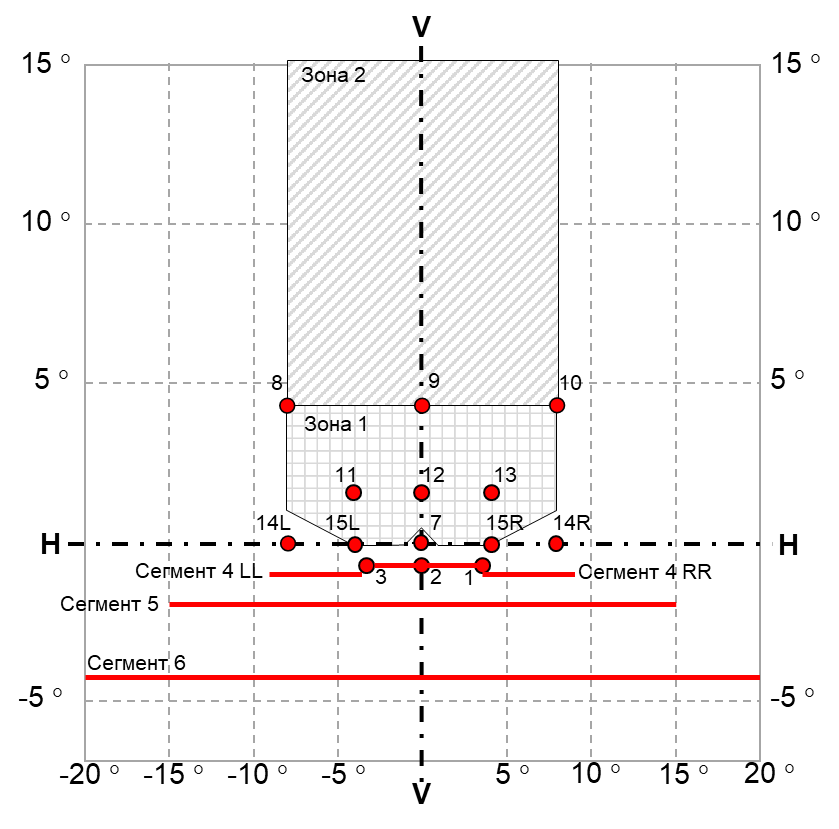 V
15 ° 15 °
Зона 2
10 ° 10 °
5 ° 5 °
8 9 10
Зона 1
11 12 13
14L 15L 7 15R 14R
H H
Сегмент 4 LL 3 2 1 Сегмент 4 RR
Сегмент 5
Сегмент 6
-5 ° -5 °
-20 ° -15 ° -10 ° -5 ° 5 ° 10 ° 15 ° 20 °
V